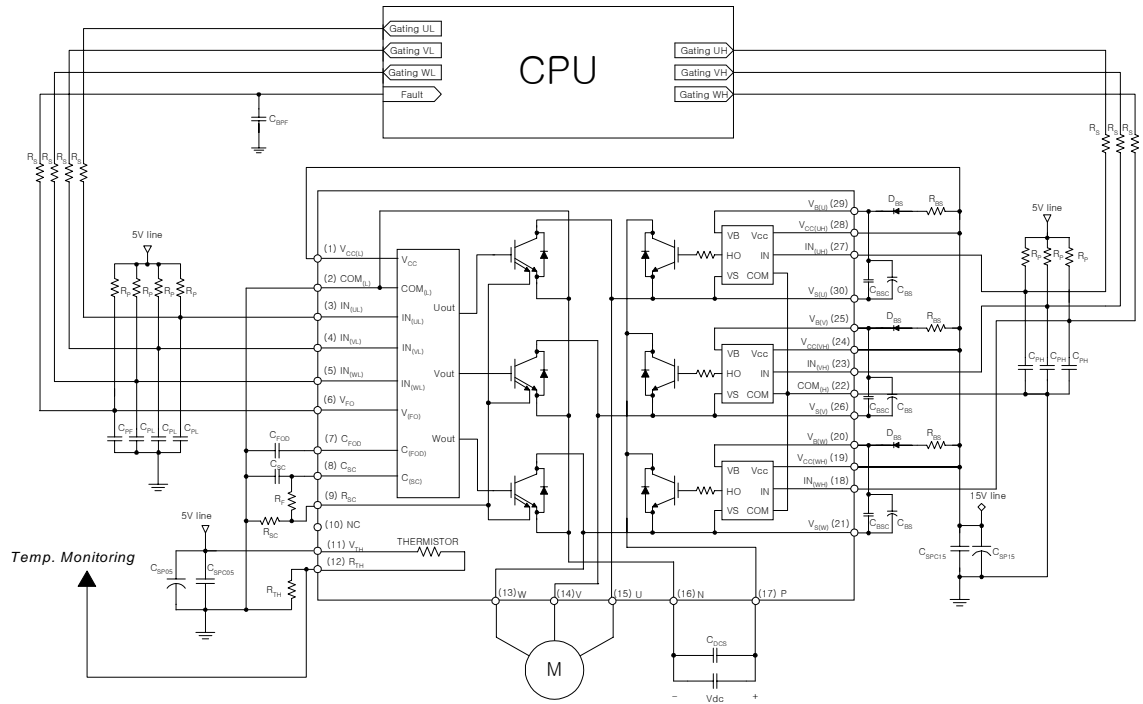 CPU
Gating UL
Gating VL
Gating WL
Fault
Gating UH
Gating VH
Gating WH
C_BPF
R_S R_S R_S R_S
R_S R_S R_S
5V line
R_P R_P R_P R_P
C_PF C_PL C_PL C_PL
(1) V_CC(L)
(2) COM_(L)
(3) IN_(UL)
(4) IN_(VL)
(5) IN_(WL)
(6) V_FO
(7) C_FOD
(8) C_SC
(9) R_SC
(10) NC
(11) V_TH
(12) R_TH
V_CC
COM_(L)
IN_(UL)
IN_(VL)
IN_(WL)
V_(FO)
C_(FOD)
C_(SC)
Uout
Vout
Wout
C_FOD
C_SC
R_F
R_SC
5V line
C_SP05
C_SPC05
R_TH
THERMISTOR
Temp. Monitoring
VB Vcc
HO IN
VS COM
VB Vcc
HO IN
VS COM
VB Vcc
HO IN
VS COM
V_B(U) (29)
V_CC(UH) (28)
IN_(UH) (27)
V_S(U) (30)
V_B(V) (25)
V_CC(VH) (24)
IN_(VH) (23)
COM_(H) (22)
V_S(V) (26)
V_B(W) (20)
V_CC(WH) (19)
IN_(WH) (18)
V_S(W) (21)
D_BS R_BS
C_BSC C_BS
D_BS R_BS
C_BSC C_BS
D_BS R_BS
C_BSC C_BS
5V line
R_P R_P R_P
C_PH C_PH C_PH
15V line
C_SPC15 C_SP15
(13) W
(14) V
(15) U
(16) N
(17) P
M
C_DCS
− Vdc +